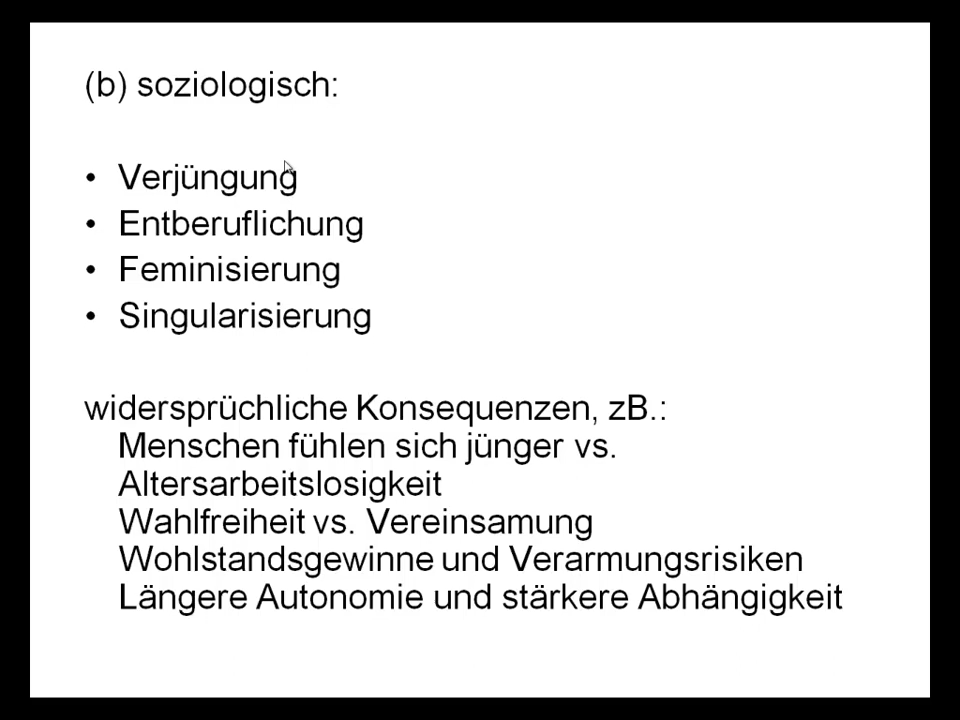 (b) soziologisch:
• Verjüngung
• Entberuflichung
• Feminisierung
• Singularisierung
widersprüchliche Konsequenzen, zB.:
Menschen fühlen sich jünger vs.
Altersarbeitslosigkeit
Wahlfreiheit vs. Vereinsamung
Wohlstandsgewinne und Verarmungsrisiken
Längere Autonomie und stärkere Abhängigkeit